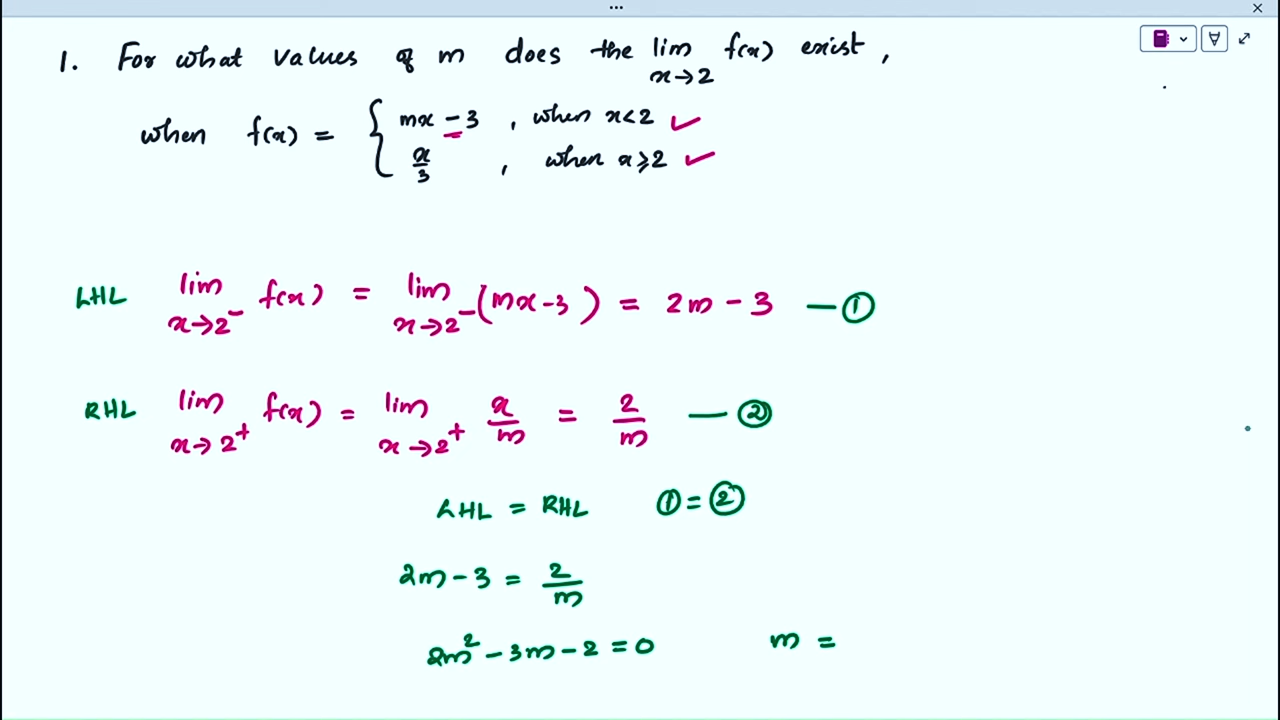 1. For what values of m does the lim x→2 f(x) exist,
when f(x) = { mx - 3 , when x<2 ✓
x/3 , when x≥2 ✓
LHL lim x→2⁻ f(x) = lim x→2⁻ (mx-3) = 2m - 3 — ①
RHL lim x→2⁺ f(x) = lim x→2⁺ x/m = 2/m — ②
LHL = RHL ① = ②
2m - 3 = 2/m
2m² - 3m - 2 = 0 m =